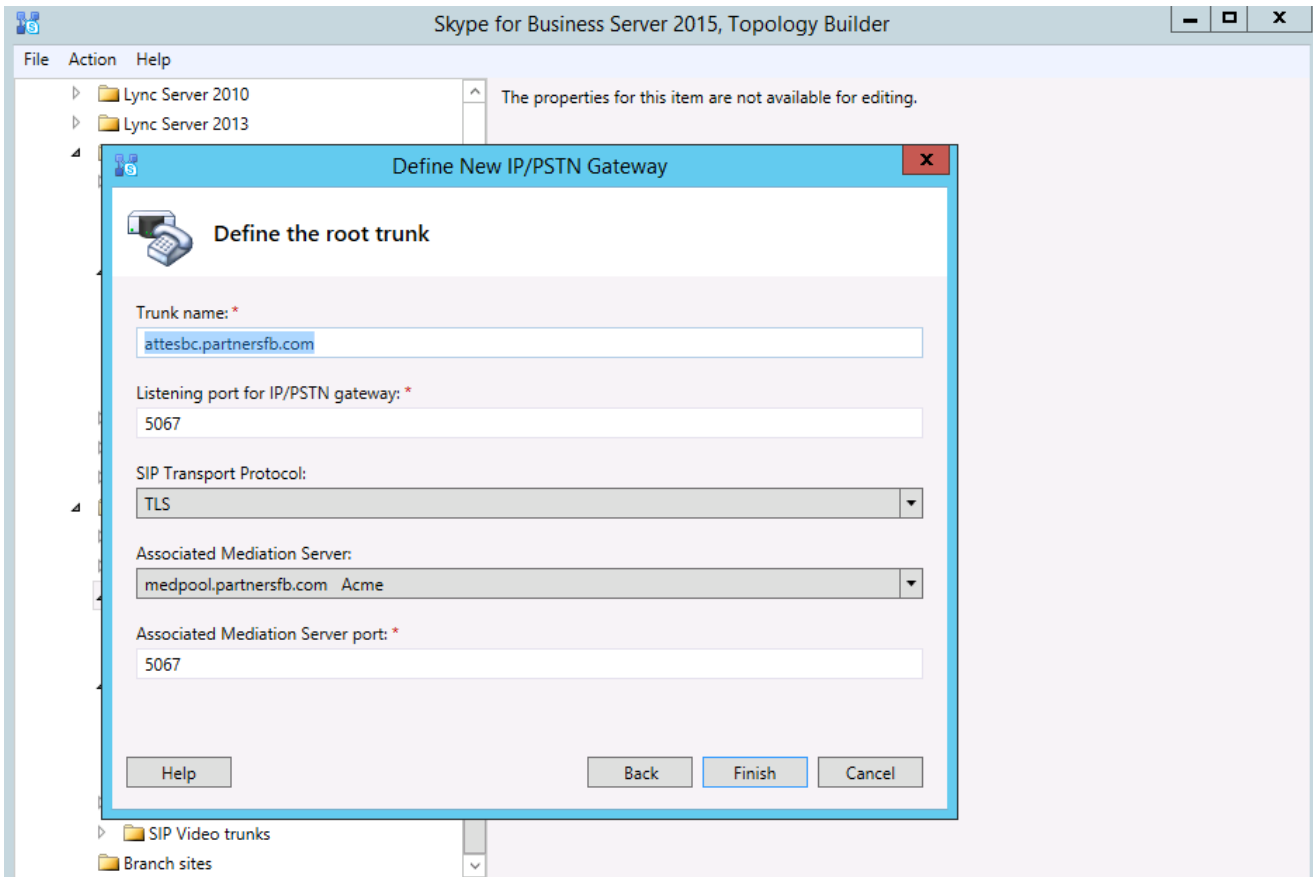 Skype for Business Server 2015, Topology Builder
File Action Help
Lync Server 2010
Lync Server 2013
The properties for this item are not available for editing.
Define New IP/PSTN Gateway
Define the root trunk
Trunk name: *
attesbc.partnersfb.com
Listening port for IP/PSTN gateway: *
5067
SIP Transport Protocol:
TLS
Associated Mediation Server:
medpool.partnersfb.com Acme
Associated Mediation Server port: *
5067
Help Back Finish Cancel
SIP Video trunks
Branch sites